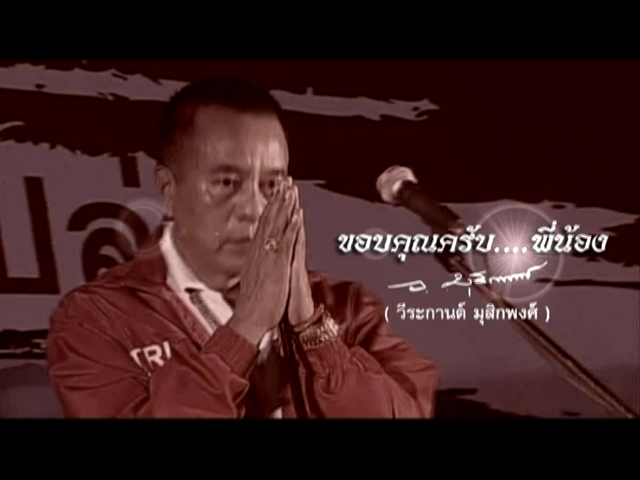 ขอบคุณครับ....พี่น้อง
( วีระกานต์ มุสิกพงศ์ )
TRU